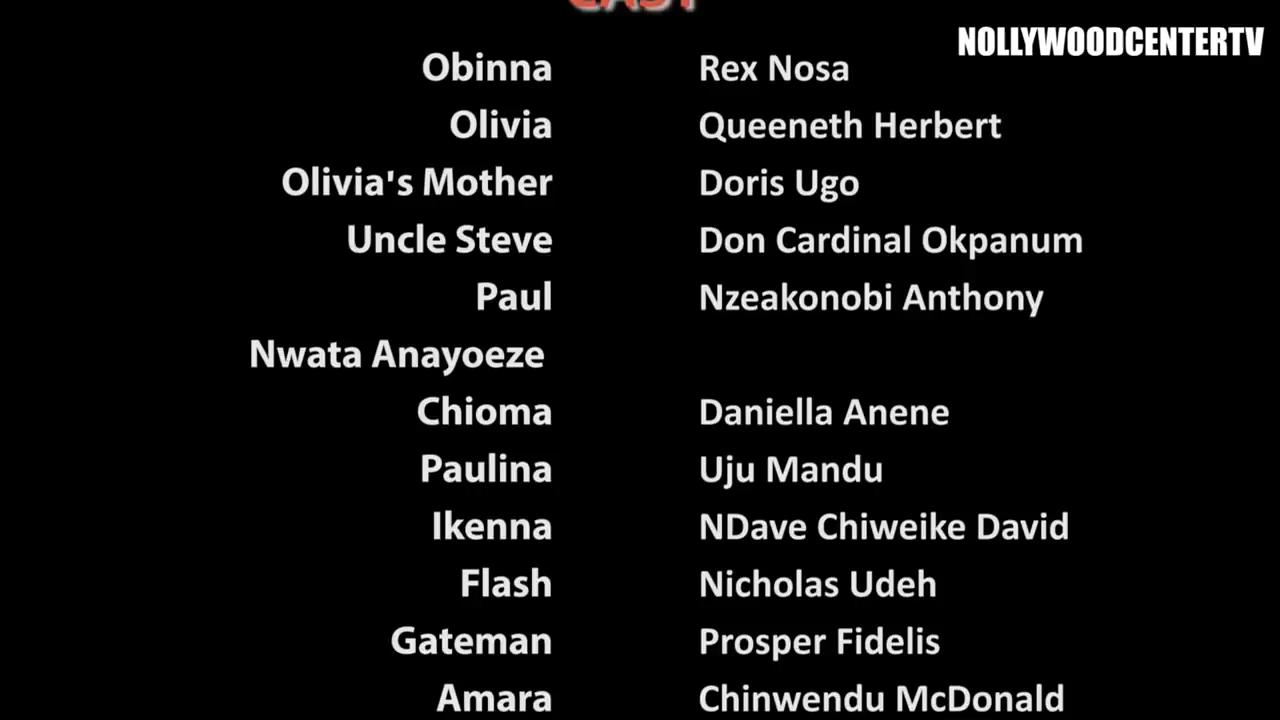 CAST
NOLLYWOODCENTERTV
Obinna Rex Nosa
Olivia Queeneth Herbert
Olivia's Mother Doris Ugo
Uncle Steve Don Cardinal Okpanum
Paul Nzeakonobi Anthony
Nwata Anayoeze
Chioma Daniella Anene
Paulina Uju Mandu
Ikenna NDave Chiweike David
Flash Nicholas Udeh
Gateman Prosper Fidelis
Amara Chinwendu McDonald